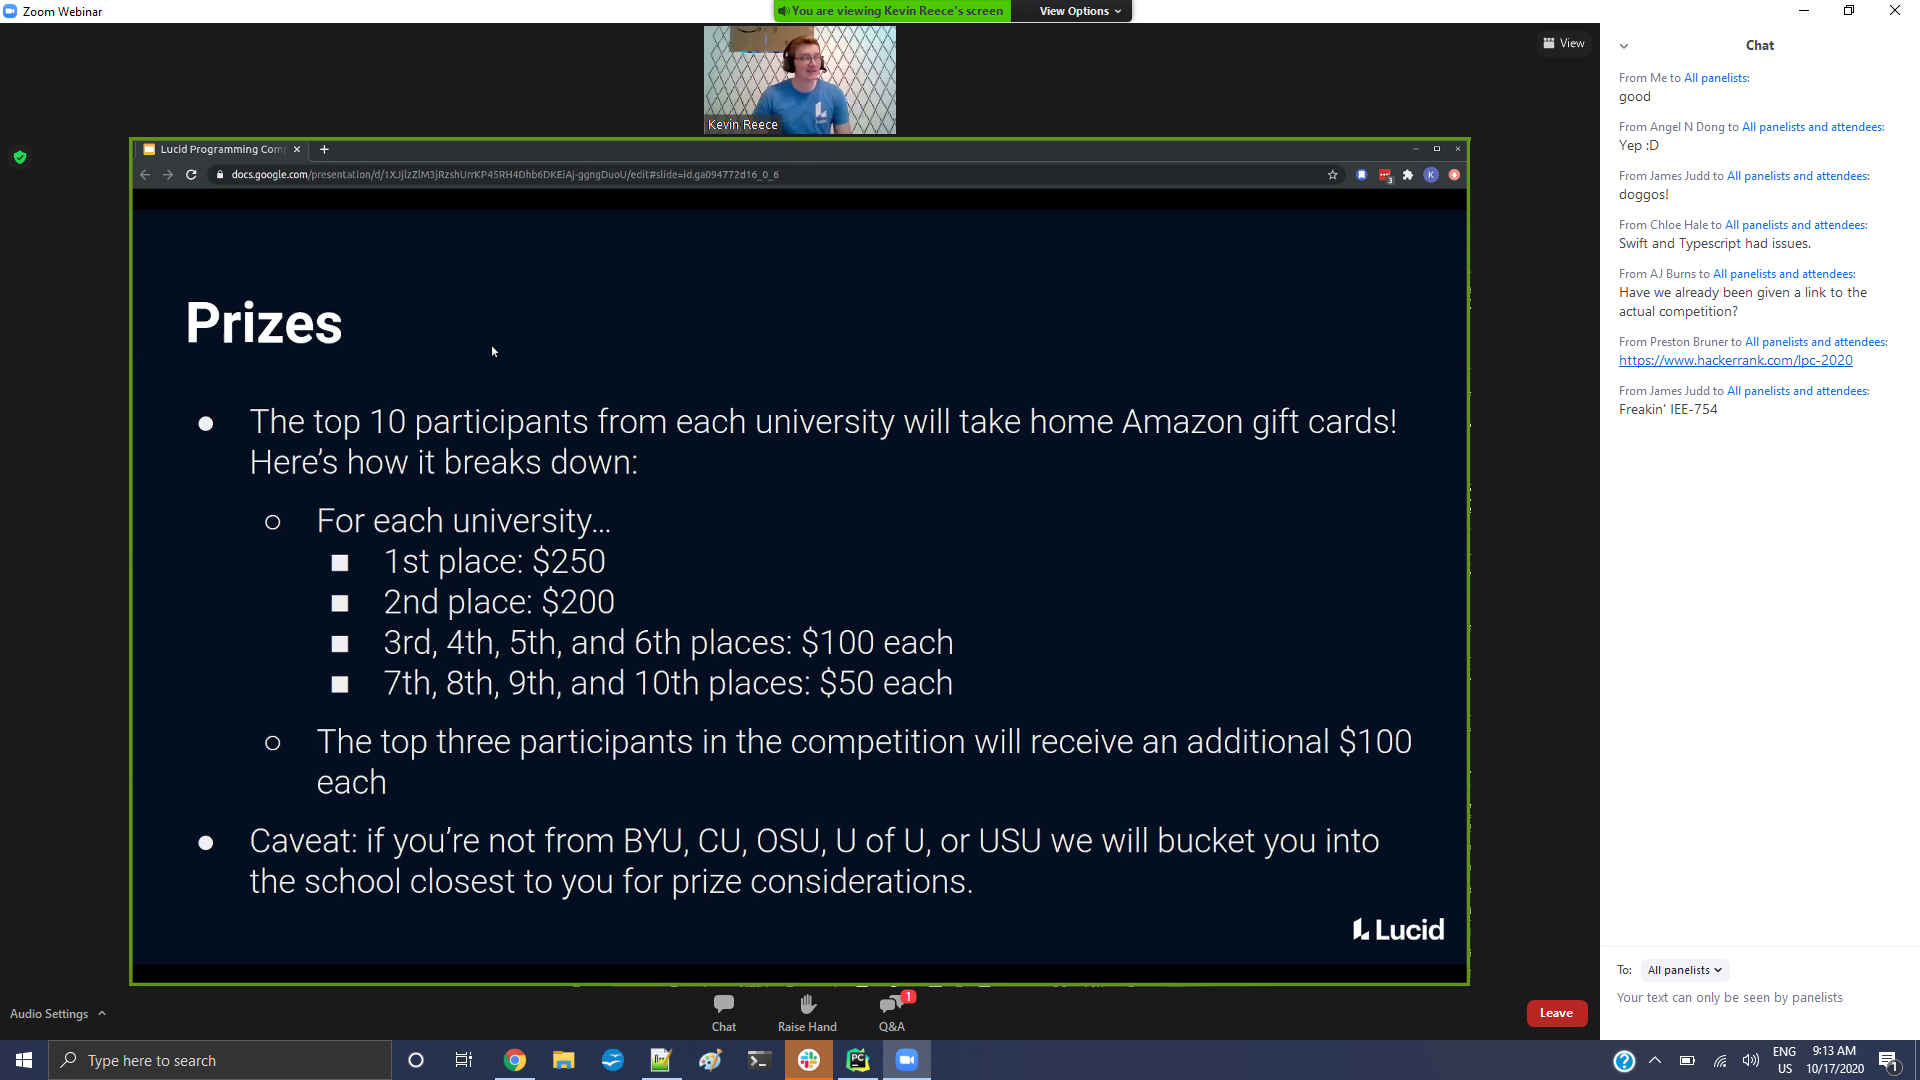 Zoom Webinar
You are viewing Kevin Reece's screen
View Options
View
Kevin Reece
Lucid Programming Com
docs.google.com/presentation/d/1XJjlzZlM3jRzshUrrKP45RH4Dhb6DKEiAj-ggngDuoU/edit#slide=id.ga094772d16_0_6
3
K
Prizes
● The top 10 participants from each university will take home Amazon gift cards!
Here's how it breaks down:
○ For each university...
■ 1st place: $250
■ 2nd place: $200
■ 3rd, 4th, 5th, and 6th places: $100 each
■ 7th, 8th, 9th, and 10th places: $50 each
○ The top three participants in the competition will receive an additional $100
each
● Caveat: if you're not from BYU, CU, OSU, U of U, or USU we will bucket you into
the school closest to you for prize considerations.
Lucid
Chat
From Me to All panelists:
good
From Angel N Dong to All panelists and attendees:
Yep :D
From James Judd to All panelists and attendees:
doggos!
From Chloe Hale to All panelists and attendees:
Swift and Typescript had issues.
From AJ Burns to All panelists and attendees:
Have we already been given a link to the
actual competition?
From Preston Bruner to All panelists and attendees:
https://www.hackerrank.com/lpc-2020
From James Judd to All panelists and attendees:
Freakin' IEE-754
To: All panelists
Your text can only be seen by panelists
Audio Settings
Chat
Raise Hand
1
Q&A
Leave
Type here to search
PC
ENG
US
9:13 AM
10/17/2020
1